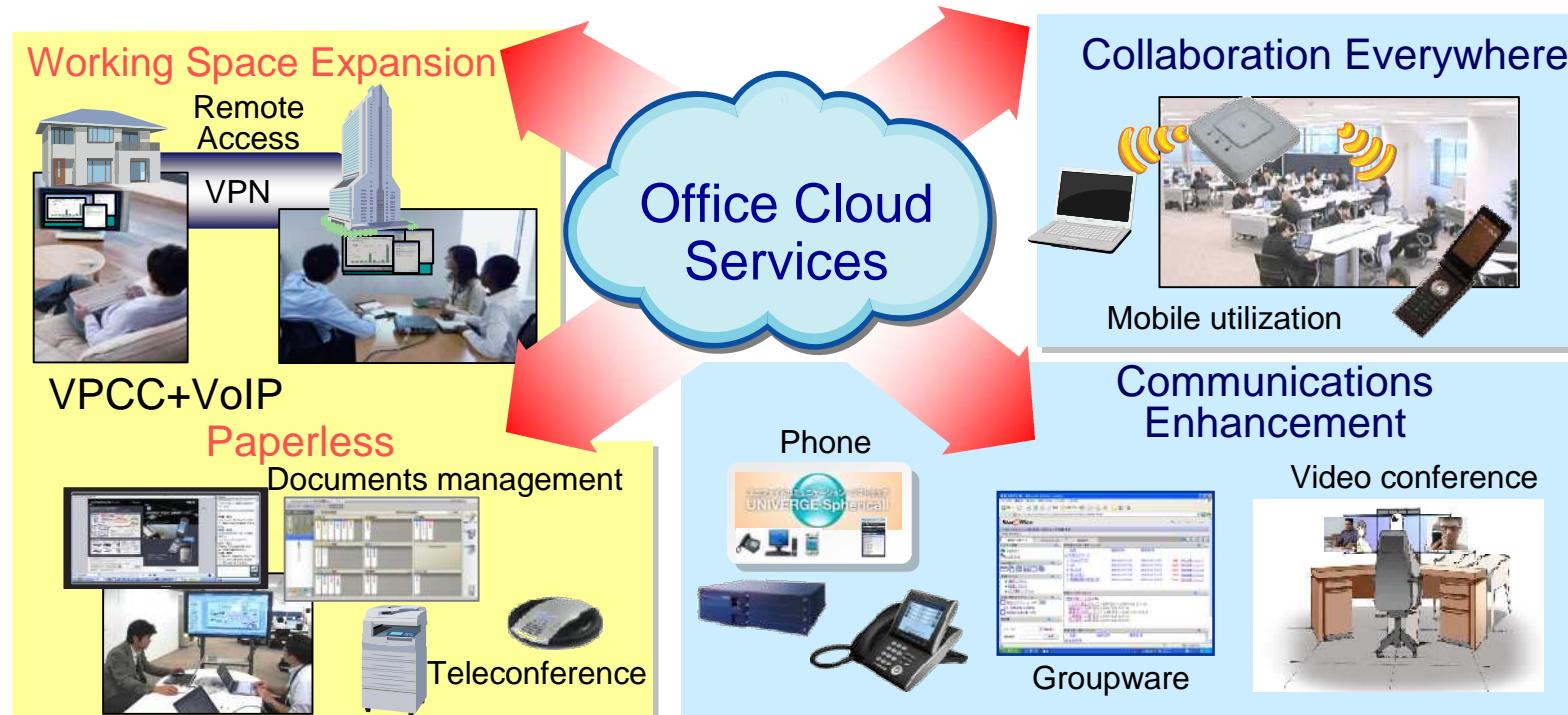 Working Space Expansion
Remote
Access
VPN
VPCC+VoIP
Office Cloud
Services
Collaboration Everywhere
Mobile utilization
Paperless
Documents management
Teleconference
Communications
Enhancement
Phone
UNIVERGE Sphericall
Groupware
Video conference